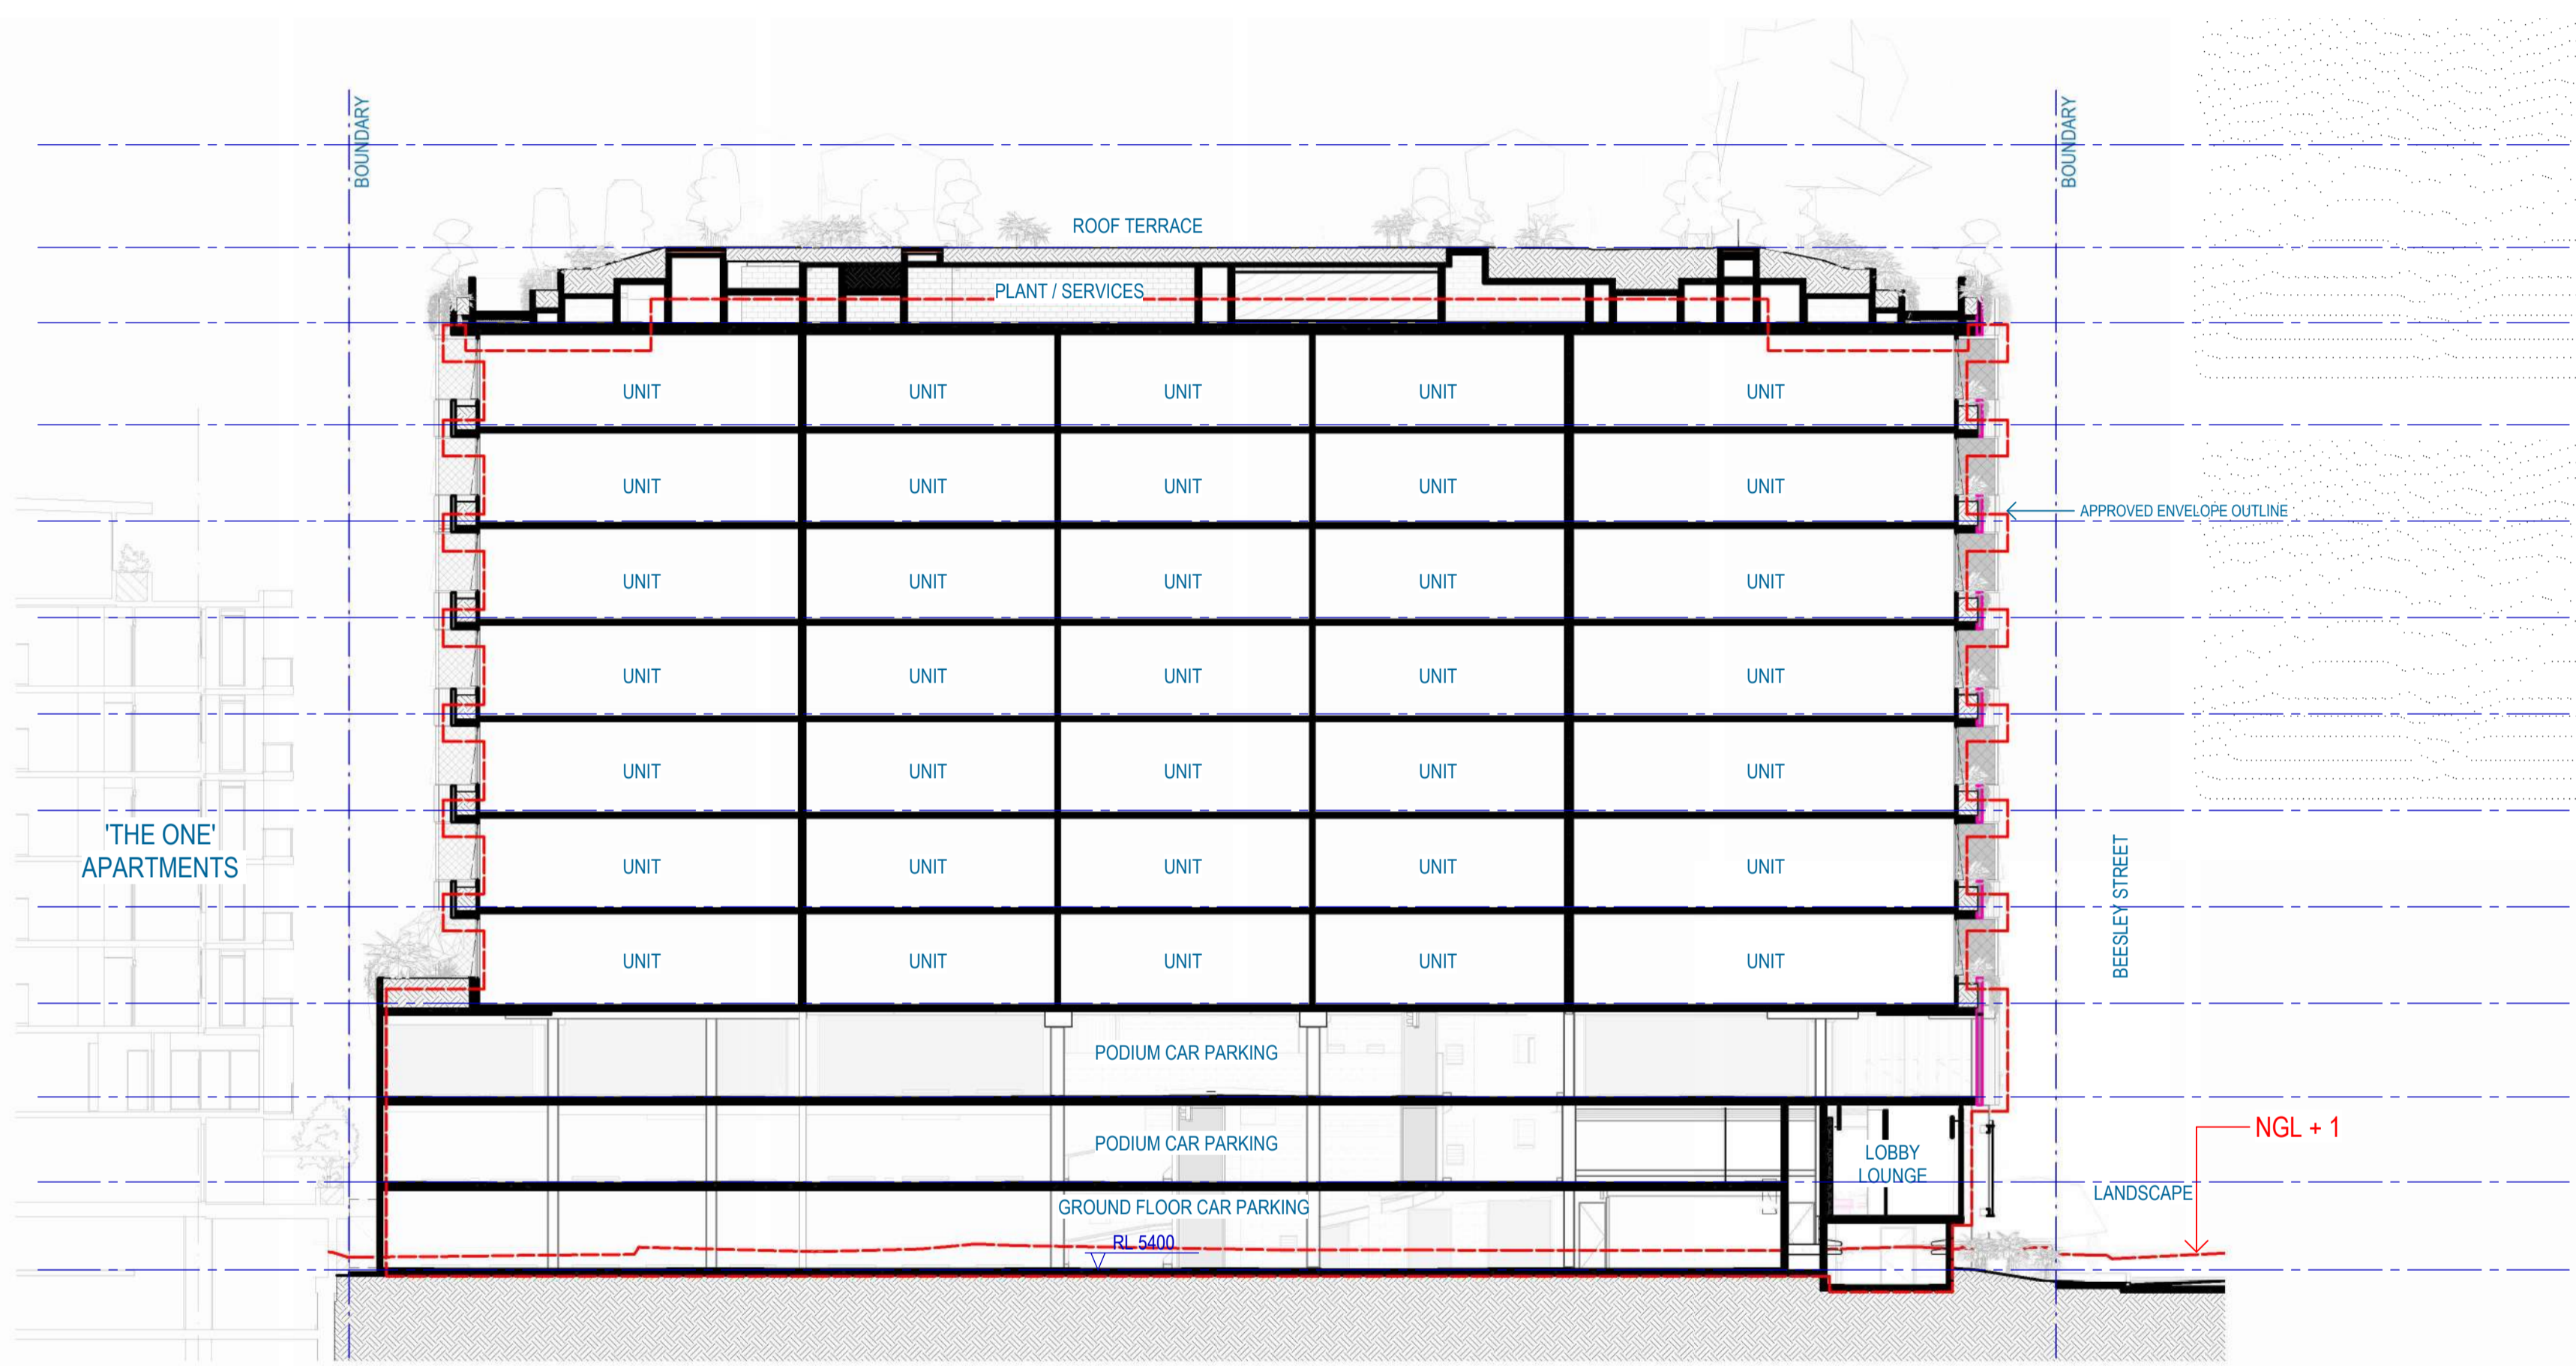 BOUNDARY
BOUNDARY
ROOF TERRACE
PLANT / SERVICES
UNIT UNIT UNIT UNIT UNIT
APPROVED ENVELOPE OUTLINE
UNIT UNIT UNIT UNIT UNIT
UNIT UNIT UNIT UNIT UNIT
UNIT UNIT UNIT UNIT UNIT
UNIT UNIT UNIT UNIT UNIT
'THE ONE'
APARTMENTS
UNIT UNIT UNIT UNIT UNIT
BEESLEY STREET
UNIT UNIT UNIT UNIT UNIT
PODIUM CAR PARKING
PODIUM CAR PARKING
LOBBY
LOUNGE
NGL + 1
LANDSCAPE
GROUND FLOOR CAR PARKING
RL 5400